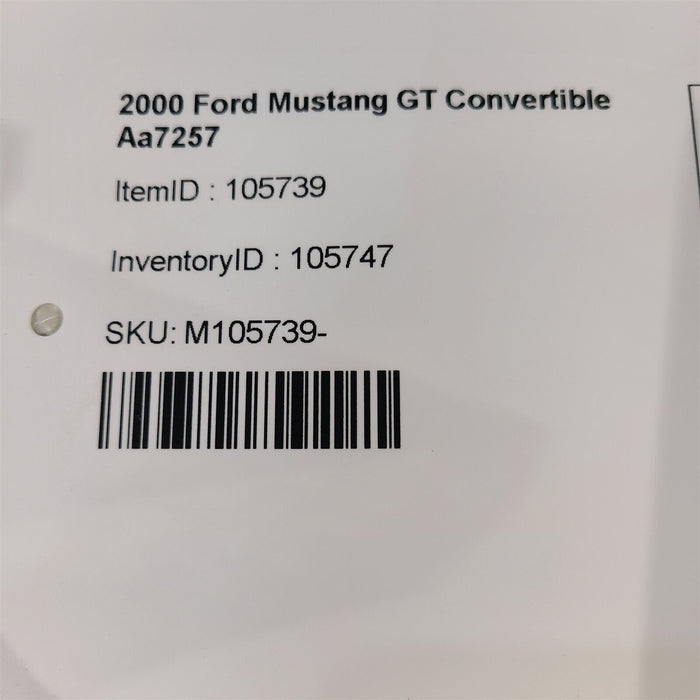 2000 Ford Mustang GT Convertible
Aa7257
ItemID : 105739
InventoryID : 105747
SKU: M105739-